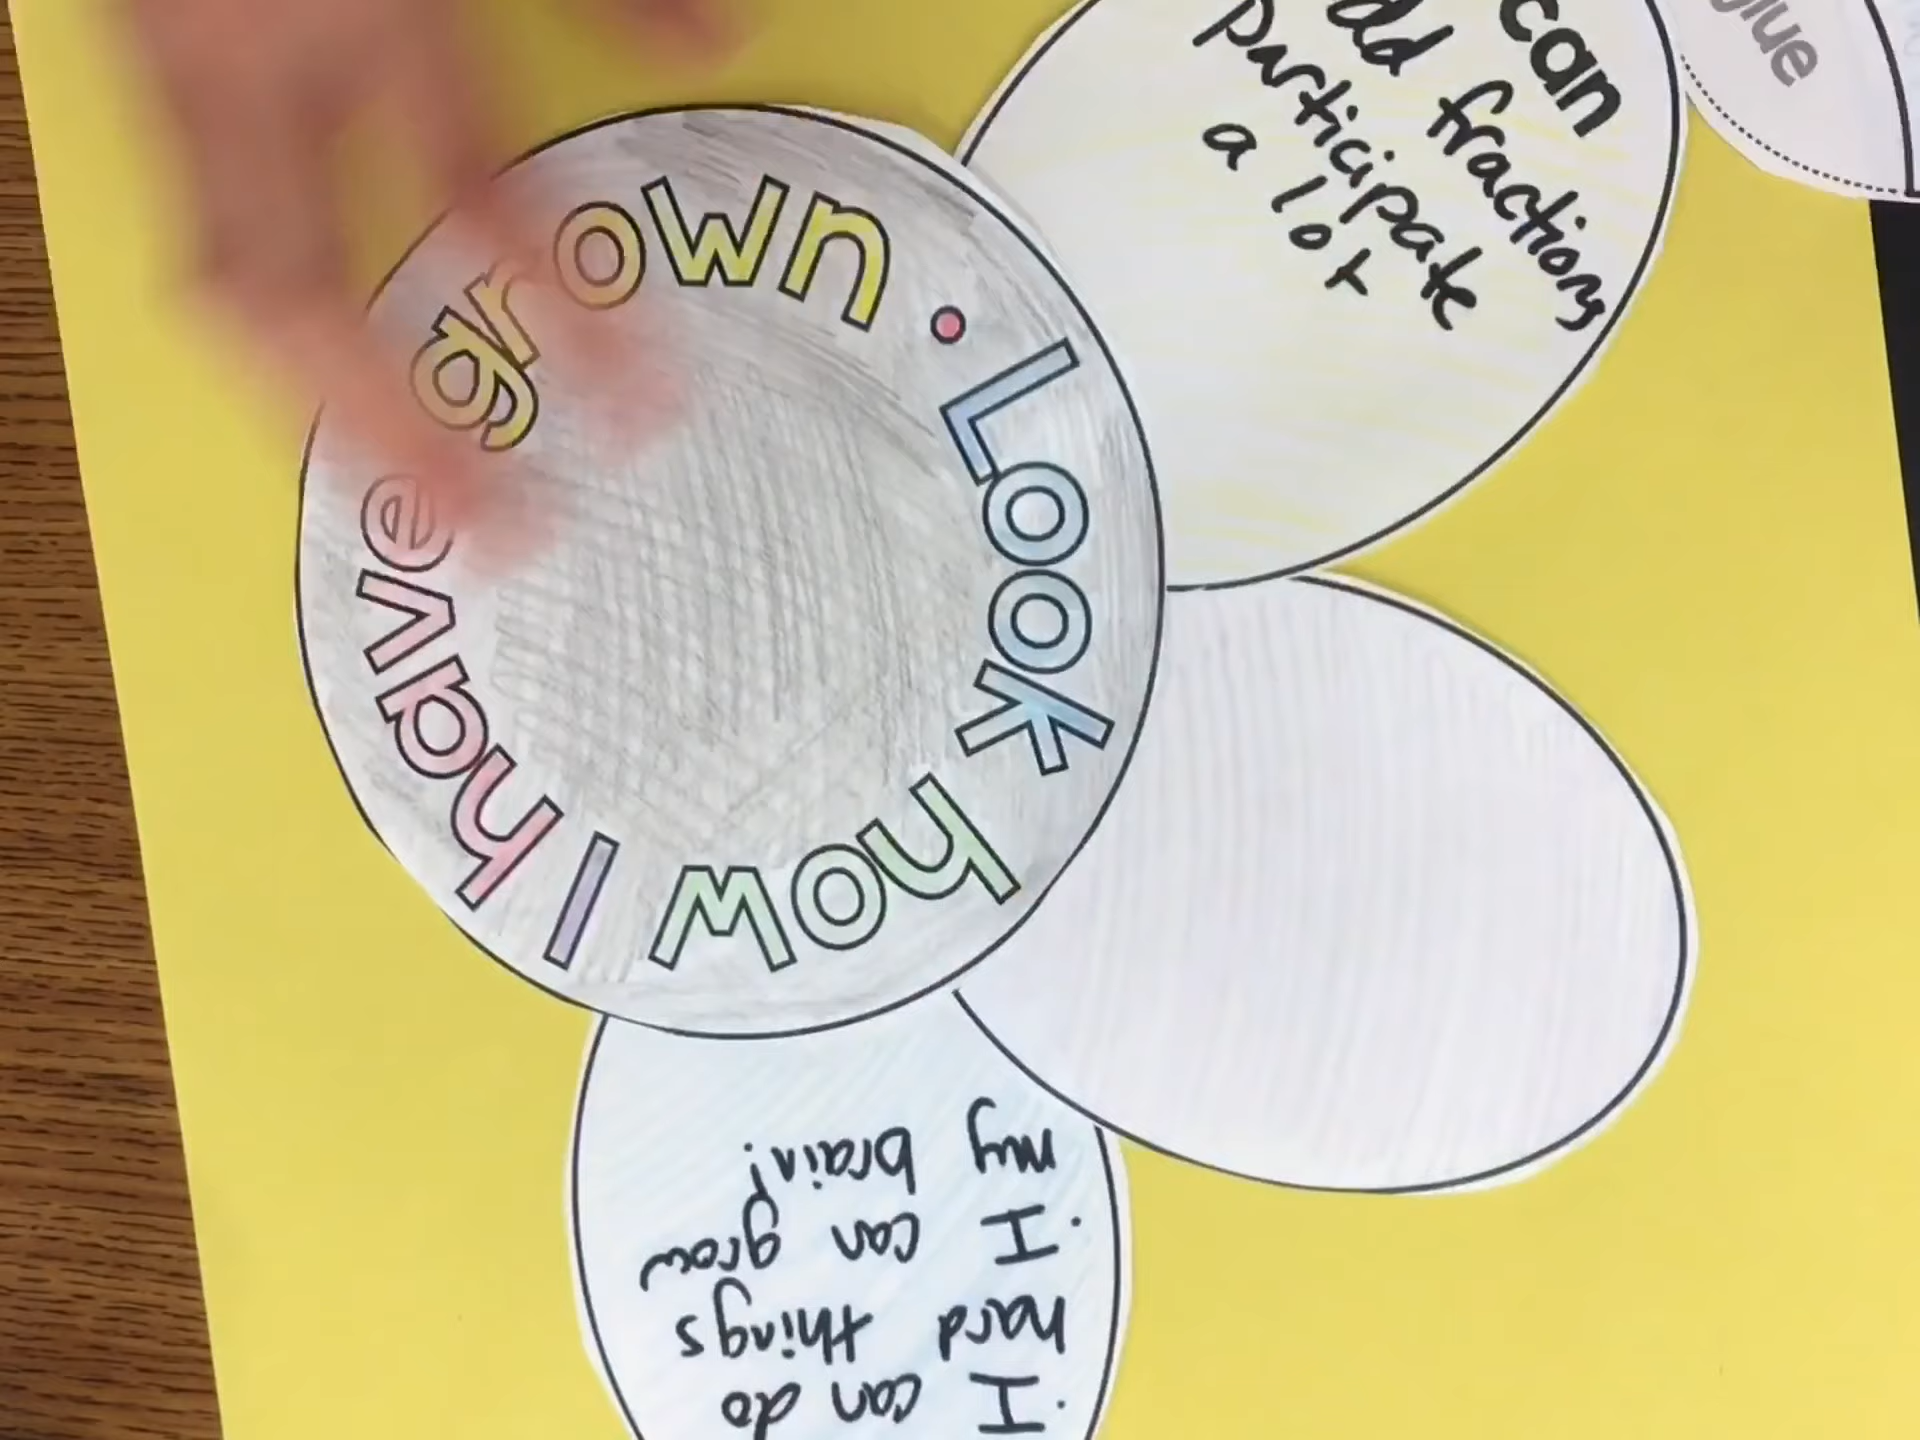 Look how I have grown.
can
add fractions
participate
a lot
glue
. I can do
hard things
. I can grow
my brain!